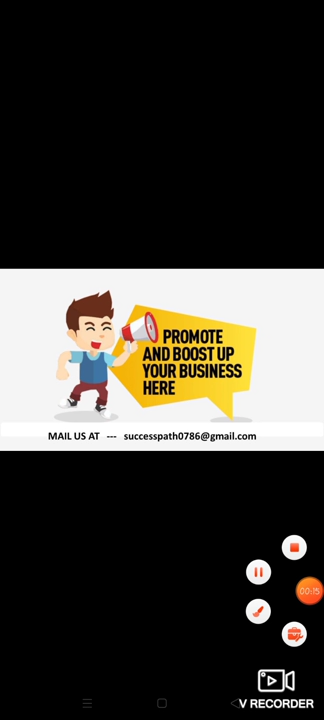 PROMOTE
AND BOOST UP
YOUR BUSINESS
HERE
MAIL US AT --- successpath0786@gmail.com
00:15
V RECORDER